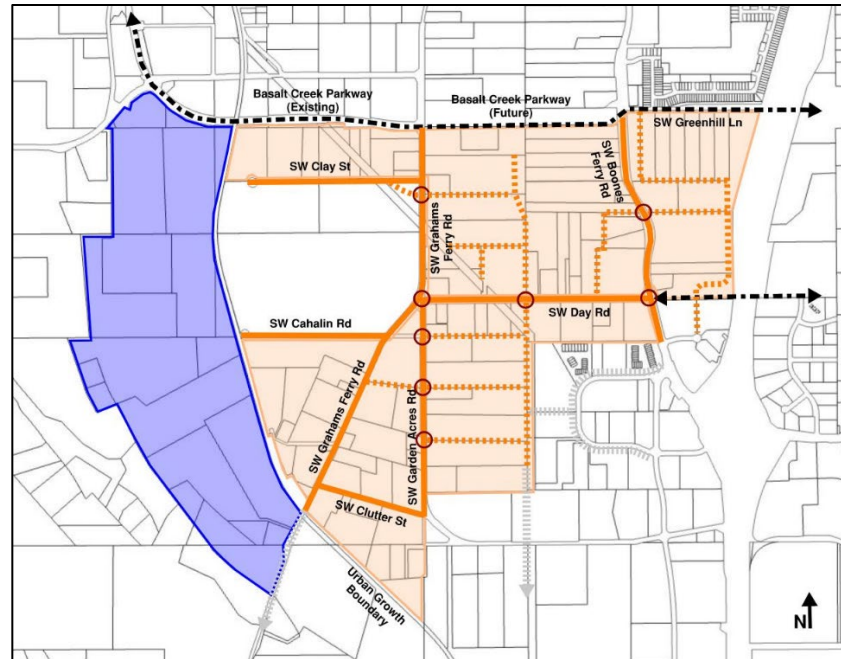 Basalt Creek Parkway
(Existing)
Basalt Creek Parkway
(Future)
SW Greenhill Ln
SW Clay St
SW Boones
Ferry Rd
SW Grahams
Ferry Rd
SW Day Rd
SW Cahalin Rd
SW Grahams Ferry Rd
SW Garden Acres Rd
SW Clutter St
Urban Growth
Boundary
N